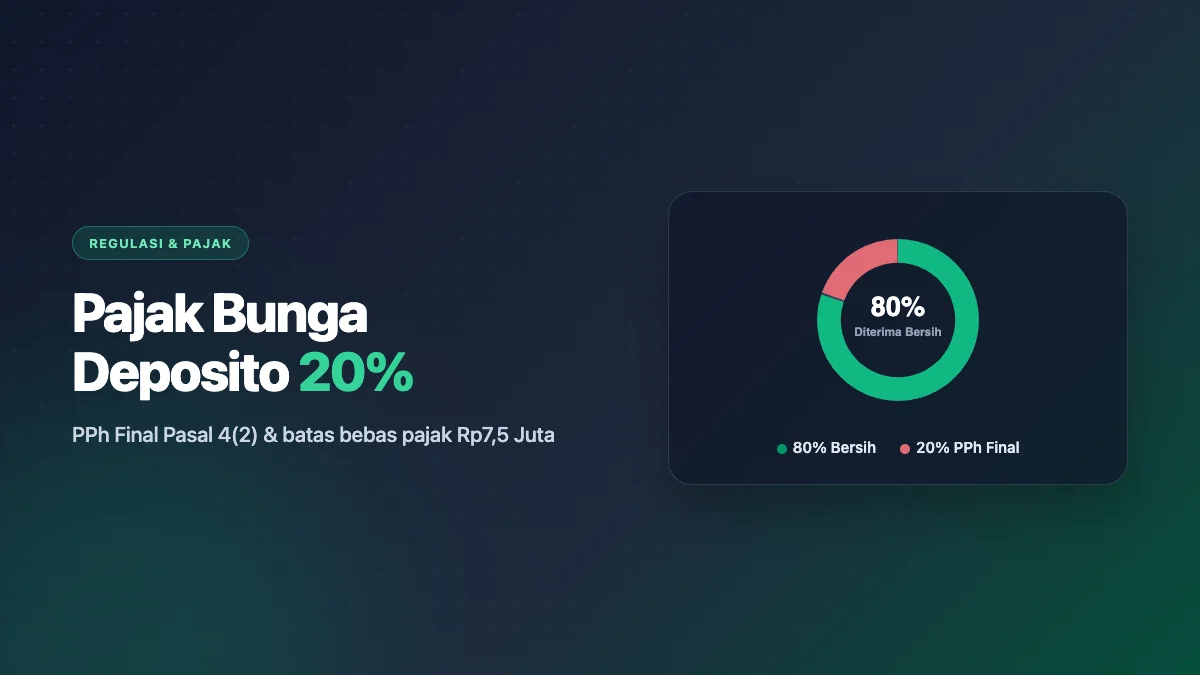 REGULASI & PAJAK
Pajak Bunga
Deposito 20%
PPh Final Pasal 4(2) & batas bebas pajak Rp7,5 Juta
80%
Diterima Bersih
80% Bersih
20% PPh Final